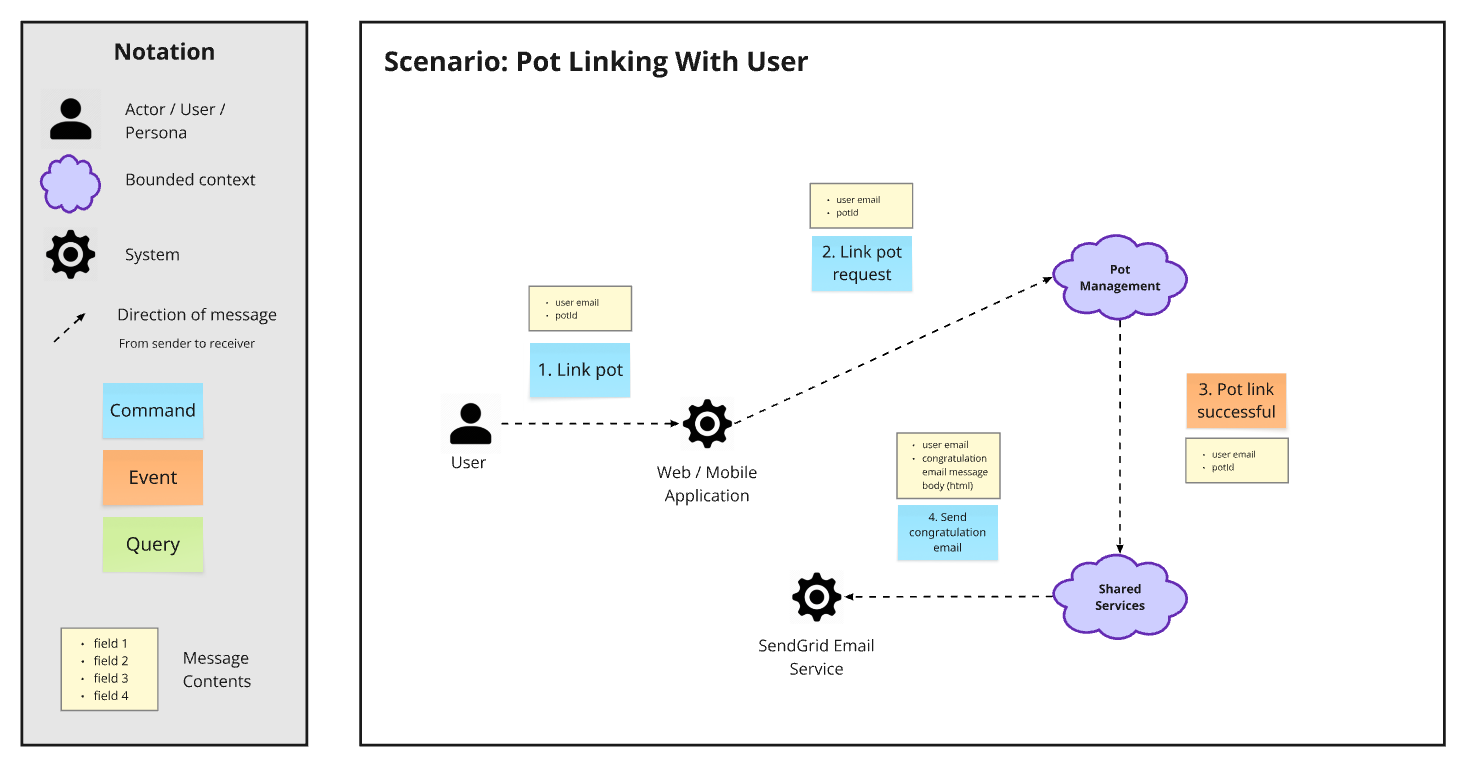 Notation
Actor / User /
Persona
Bounded context
System
Direction of message
From sender to receiver
Command
Event
Query
• field 1
• field 2
• field 3
• field 4
Message
Contents
Scenario: Pot Linking With User
• user email
• potId
1. Link pot
User
Web / Mobile
Application
• user email
• potId
2. Link pot
request
Pot
Management
3. Pot link
successful
• user email
• potId
• user email
• congratulation
email message
body (html)
4. Send
congratulation
email
Shared
Services
SendGrid Email
Service